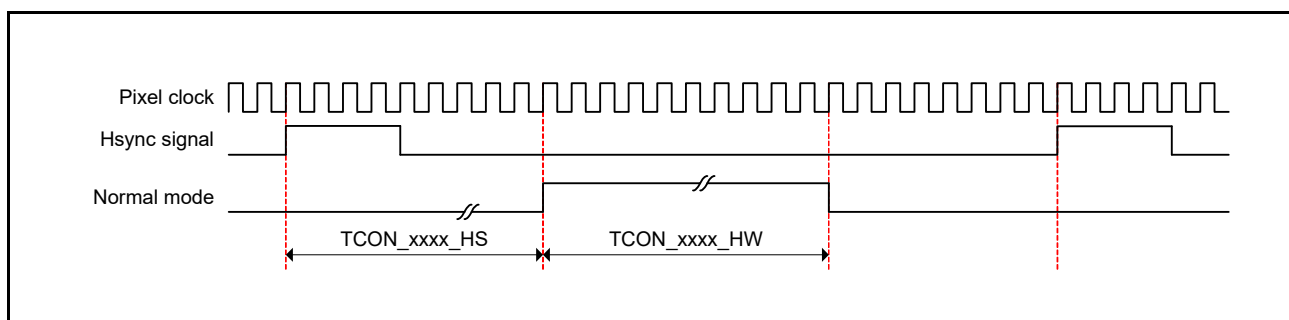 Pixel clock
Hsync signal
Normal mode
TCON_xxxx_HS TCON_xxxx_HW